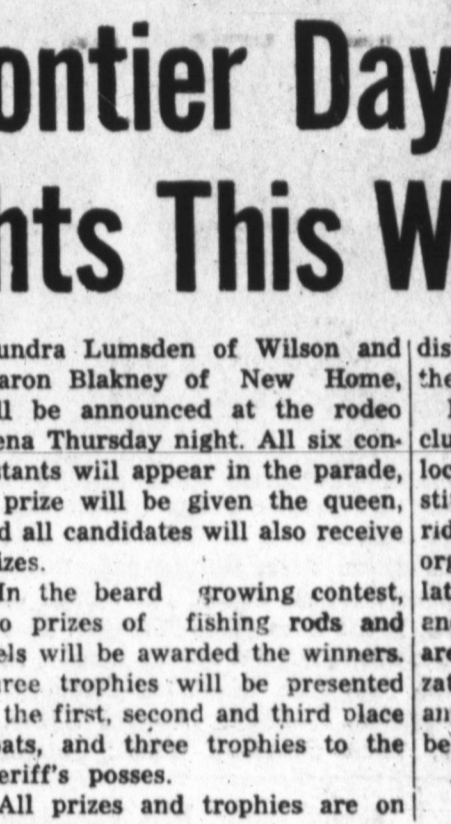 ontier Day
hts This W
undra Lumsden of Wilson and
aron Blakney of New Home,
ll be announced at the rodeo
ena Thursday night. All six con-
stants will appear in the parade,
prize will be given the queen,
d all candidates will also receive
izes.
In the beard growing contest,
o prizes of fishing rods and
els will be awarded the winners.
ree trophies will be presented
the first, second and third place
oats, and three trophies to the
eriff's posses.
All prizes and trophies are on
dis
the
clu
loc
sti
rid
org
lat
an
are
zat
an
be